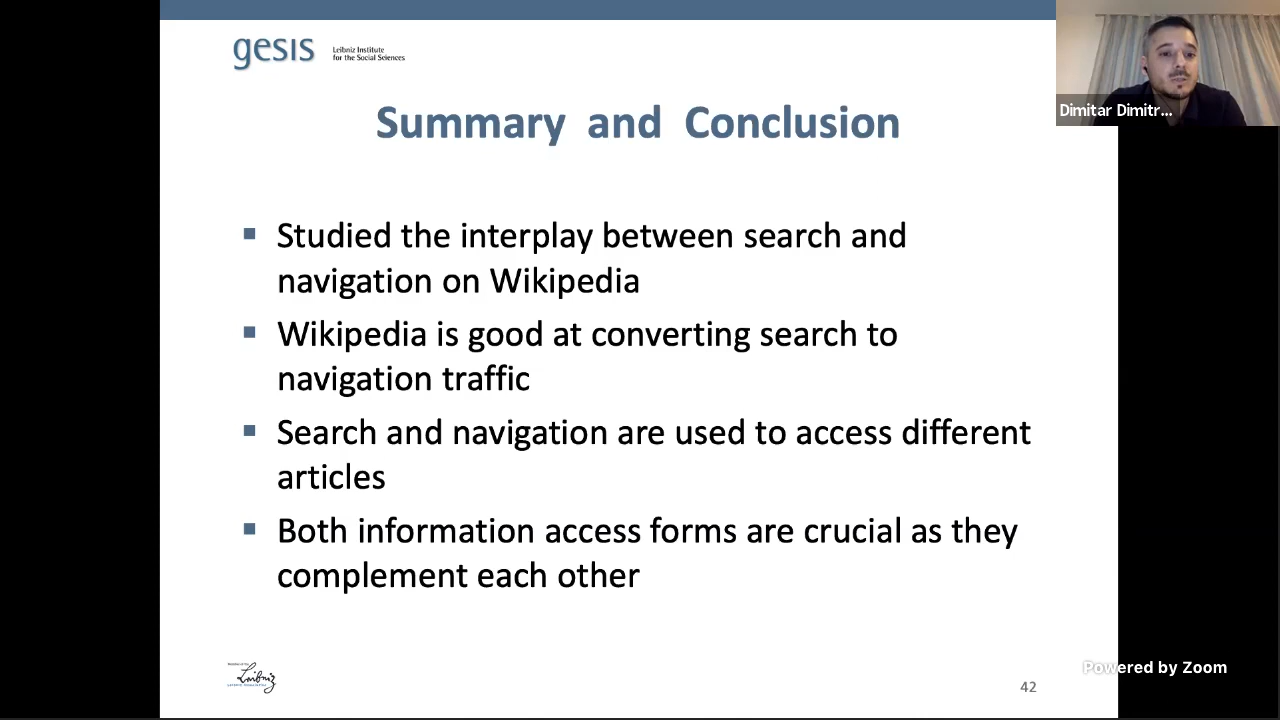 gesis
Leibniz Institute
for the Social Sciences
Dimitar Dimitr...
Summary and Conclusion
Studied the interplay between search and
navigation on Wikipedia
Wikipedia is good at converting search to
navigation traffic
Search and navigation are used to access different
articles
Both information access forms are crucial as they
complement each other
Leibniz
42
Powered by Zoom